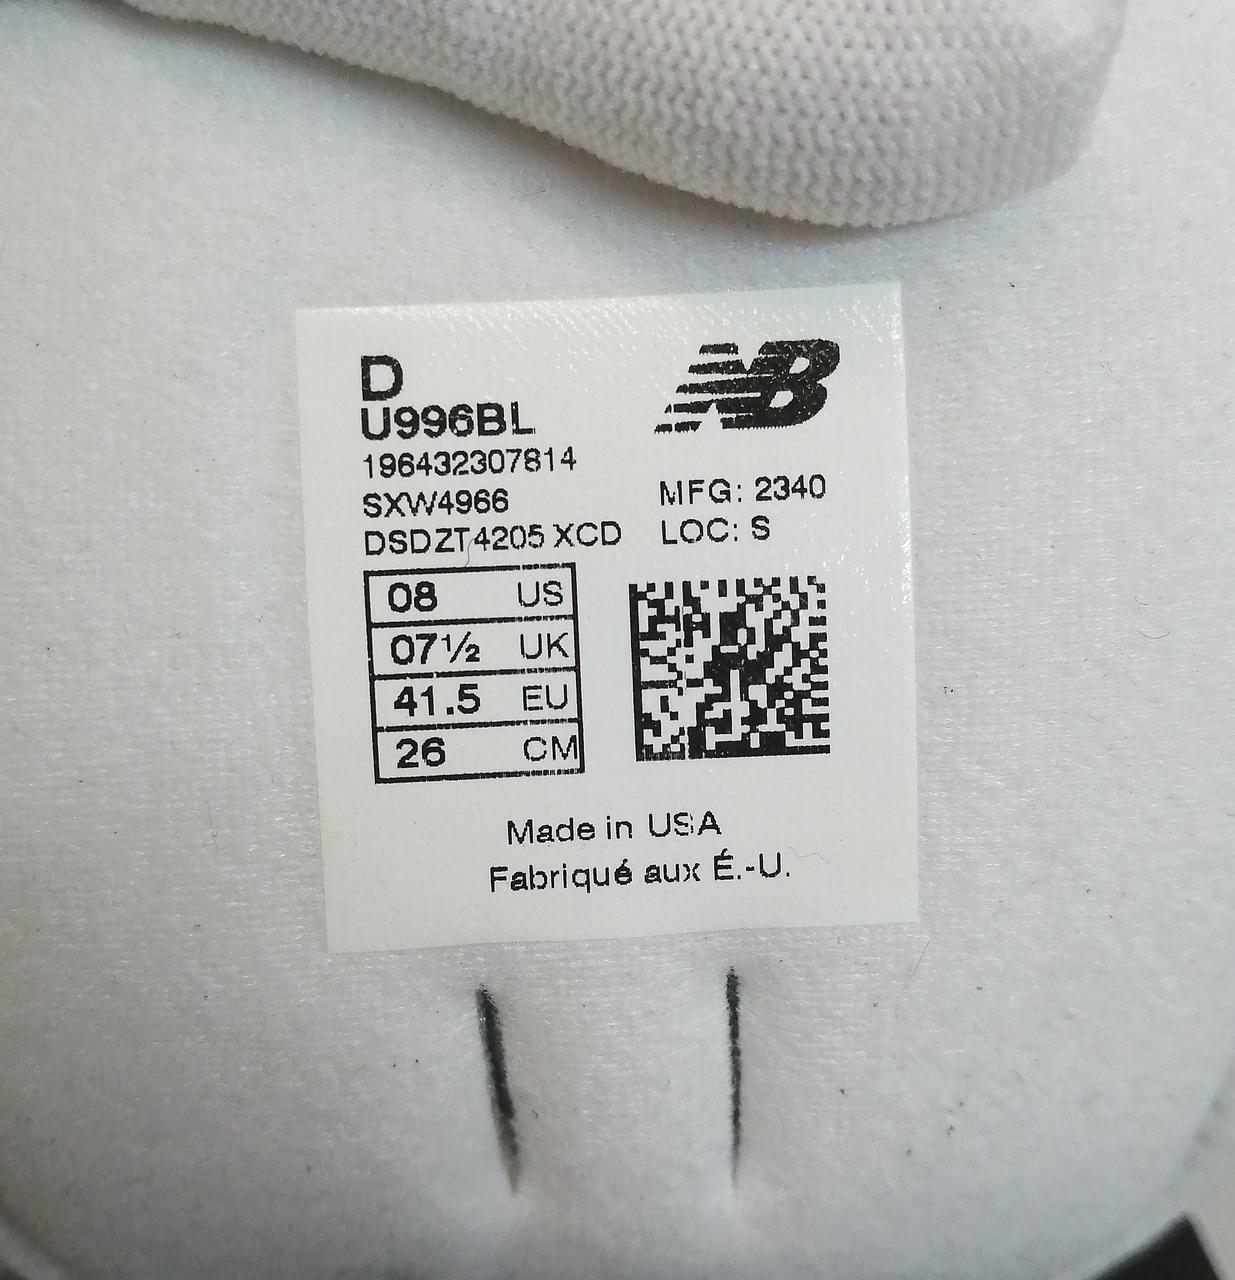 D
NB
U996BL
196432307814
SXW4966
MFG: 2340
DSDZT4205 XCD
LOC: S
08 US
07½ UK
41.5 EU
26 CM
Made in USA
Fabriqué aux É.-U.